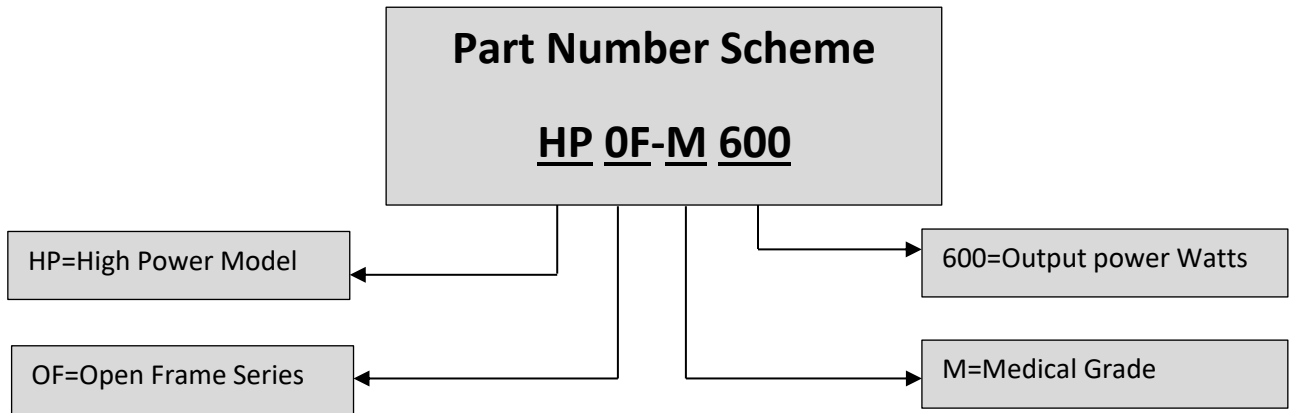 Part Number Scheme
HP 0F-M 600
HP=High Power Model
600=Output power Watts
OF=Open Frame Series
M=Medical Grade